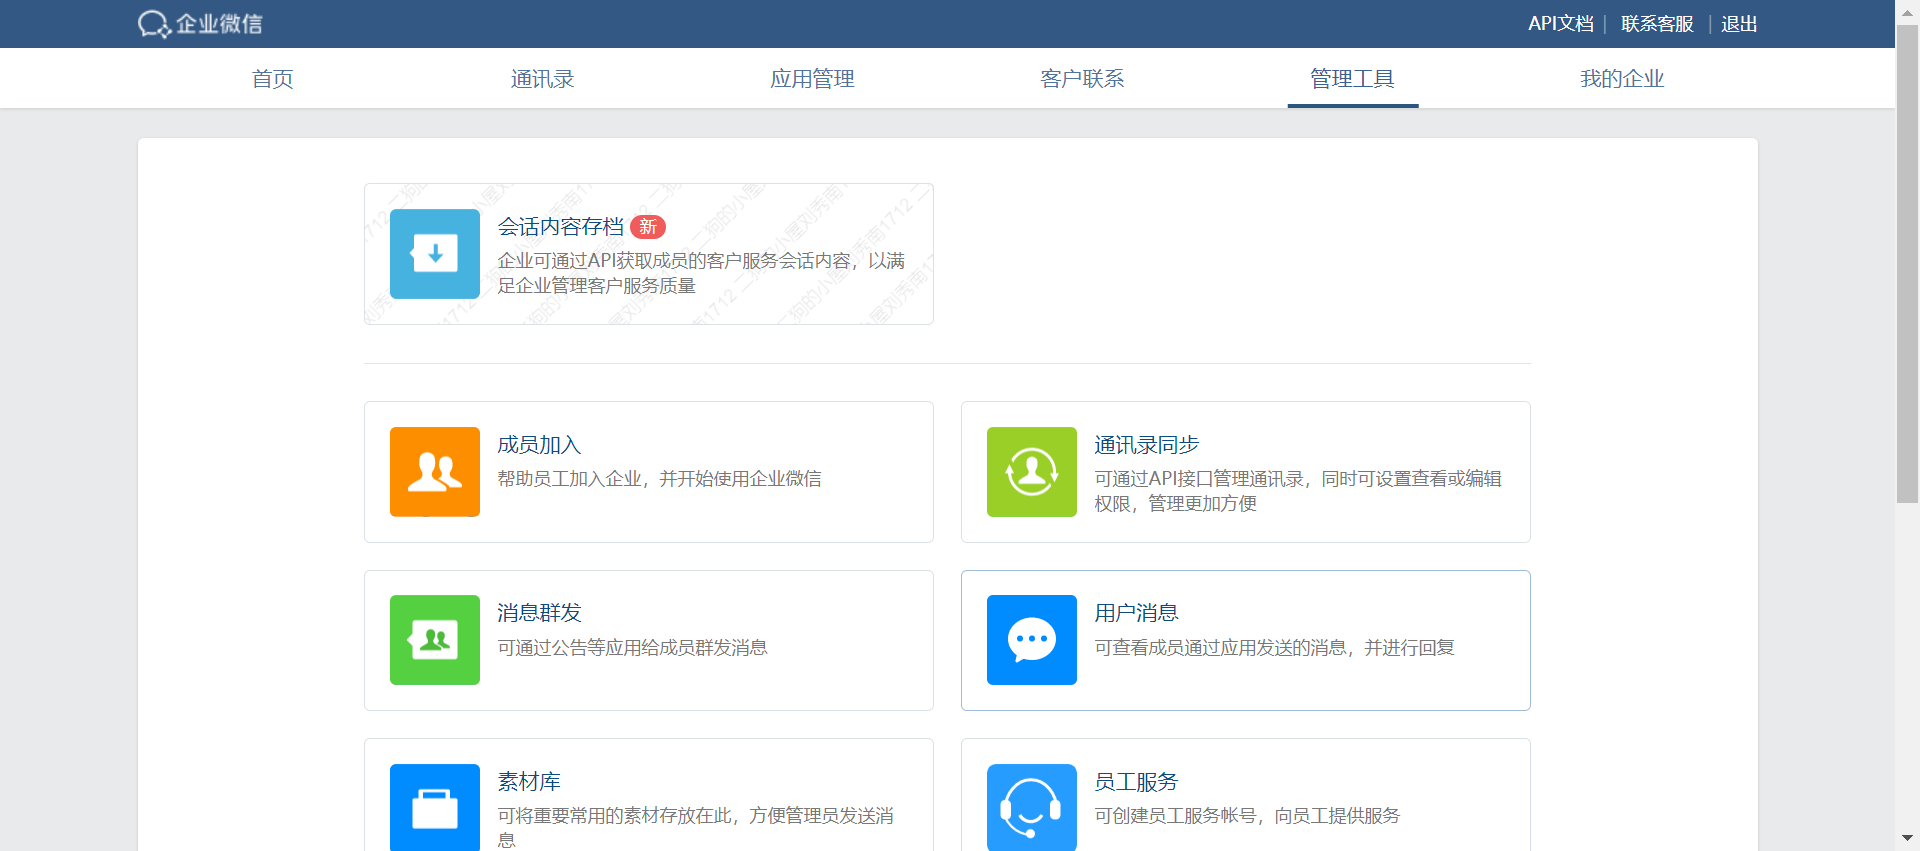 企业微信
API文档 | 联系客服 | 退出
首页 通讯录 应用管理 客户联系 管理工具 我的企业
会话内容存档 新
企业可通过API获取成员的客户服务会话内容，以满
足企业管理客户服务质量
成员加入
帮助员工加入企业，并开始使用企业微信
通讯录同步
可通过API接口管理通讯录，同时可设置查看或编辑
权限，管理更加方便
消息群发
可通过公告等应用给成员群发消息
用户消息
可查看成员通过应用发送的消息，并进行回复
素材库
可将重要常用的素材存放在此，方便管理员发送消
息
员工服务
可创建员工服务帐号，向员工提供服务